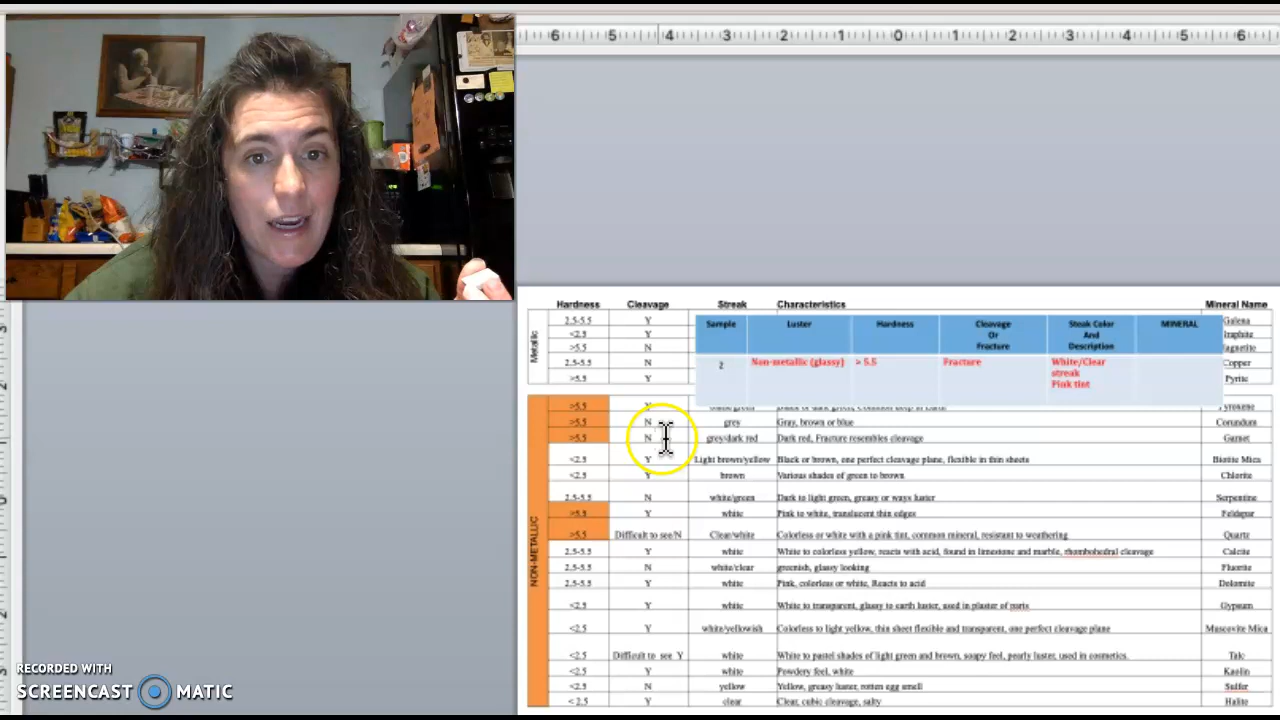 6 5 4 3 2 1 0 1 2 3 4 5 6
Hardness Cleavage Streak Characteristics Mineral Name
Metallic
2.5-5.5 Y Galena
<2.5 Y Graphite
>5.5 N Magnetite
2.5-5.5 N Copper
>5.5 Y Pyrite
Sample Luster Hardness Cleavage Or Fracture Steak Color And Description MINERAL
2 Non-metallic (glassy) > 5.5 Fracture White/Clear streak Pink tint
NON-METALLIC
>5.5 Y Pyroxene
>5.5 N grey Gray, brown or blue Corundum
>5.5 N grey/dark red Dark red, Fracture resembles cleavage Garnet
<2.5 Y Light brown/yellow Black or brown, one perfect cleavage plane, flexible in thin sheets Biotite Mica
<2.5 Y brown Various shades of green to brown Chlorite
2.5-5.5 N white/green Dark to light green, greasy or waxy luster Serpentine
>5.5 Y white Pink to white, translucent thin edges Feldspar
>5.5 Difficult to see/N Clear/white Colorless or white with a pink tint, common mineral, resistant to weathering Quartz
2.5-5.5 Y white White to colorless yellow, reacts with acid, found in limestone and marble, rhombohedral cleavage Calcite
2.5-5.5 N white/clear greenish, glassy looking Fluorite
2.5-5.5 Y white Pink, colorless or white, Reacts to acid Dolomite
<2.5 Y white White to transparent, glassy to earth luster, used in plaster of paris Gypsum
<2.5 Y white/yellowish Colorless to light yellow, thin sheet flexible and transparent, one perfect cleavage plane Muscovite Mica
<2.5 Difficult to see Y White to pastel shades of light green and brown, soapy feel, pearly luster, used in cosmetics. Talc
<2.5 Y white Powdery feel, white Kaolin
<2.5 N yellow Yellow, greasy luster, rotten egg smell Sulfer
< 2.5 clear Clear, cubic cleavage, salty Halite
RECORDED WITH
SCREENCAST MATIC